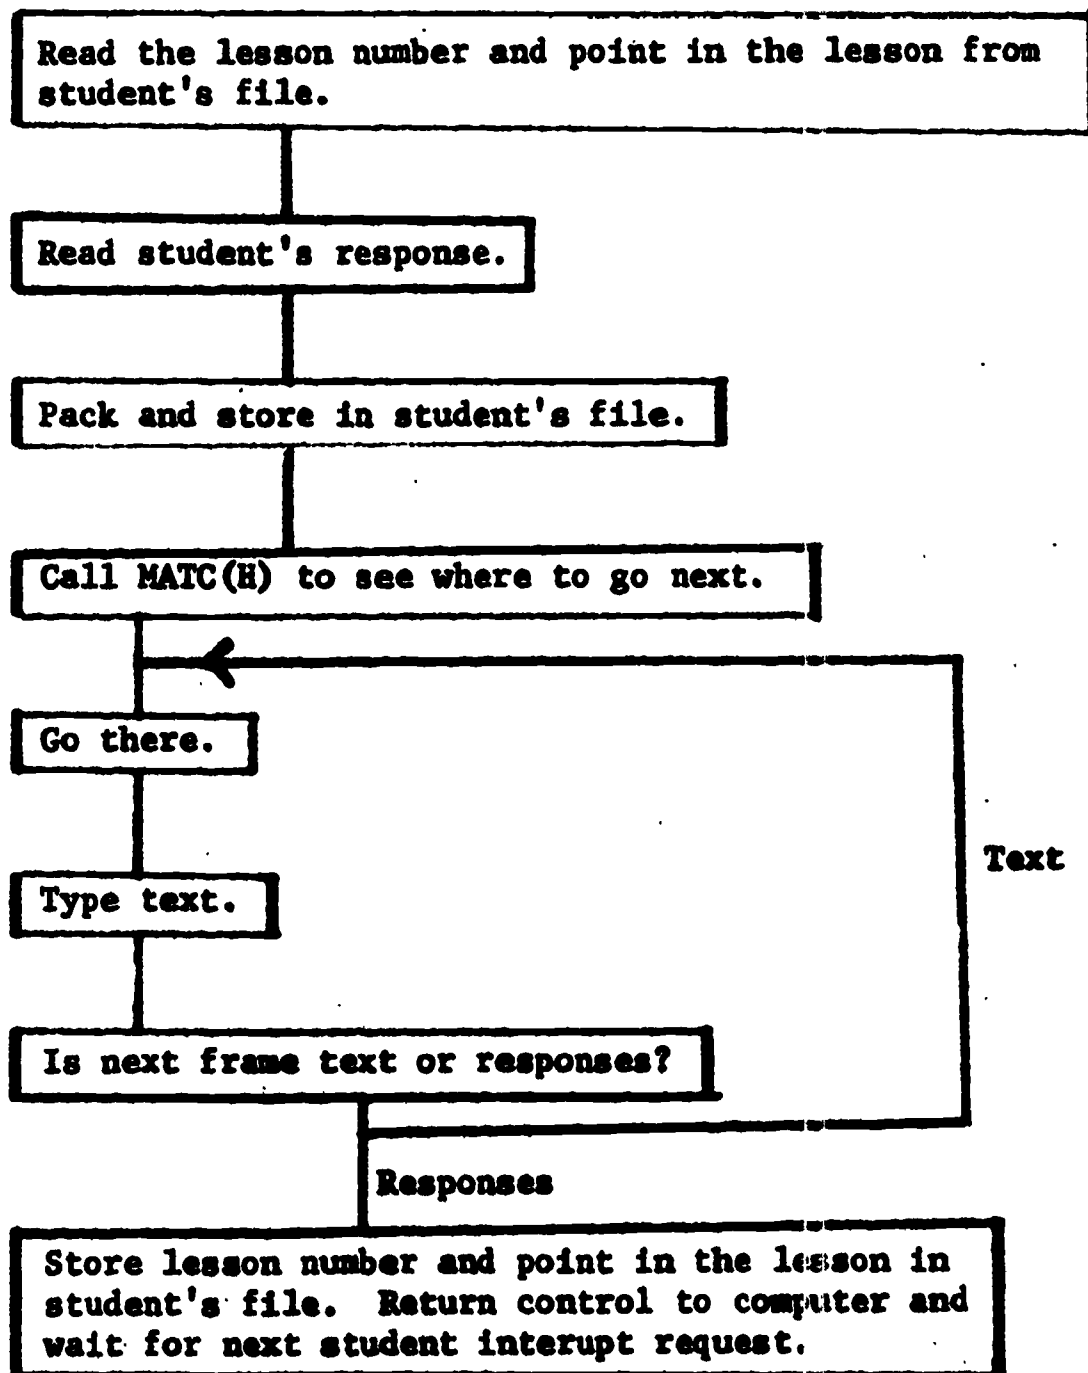 Read the lesson number and point in the lesson from
student's file.
Read student's response.
Pack and store in student's file.
Call MATC(H) to see where to go next.
Go there.
Type text.
Text
Is next frame text or responses?
Responses
Store lesson number and point in the lesson in
student's file. Return control to computer and
wait for next student interupt request.